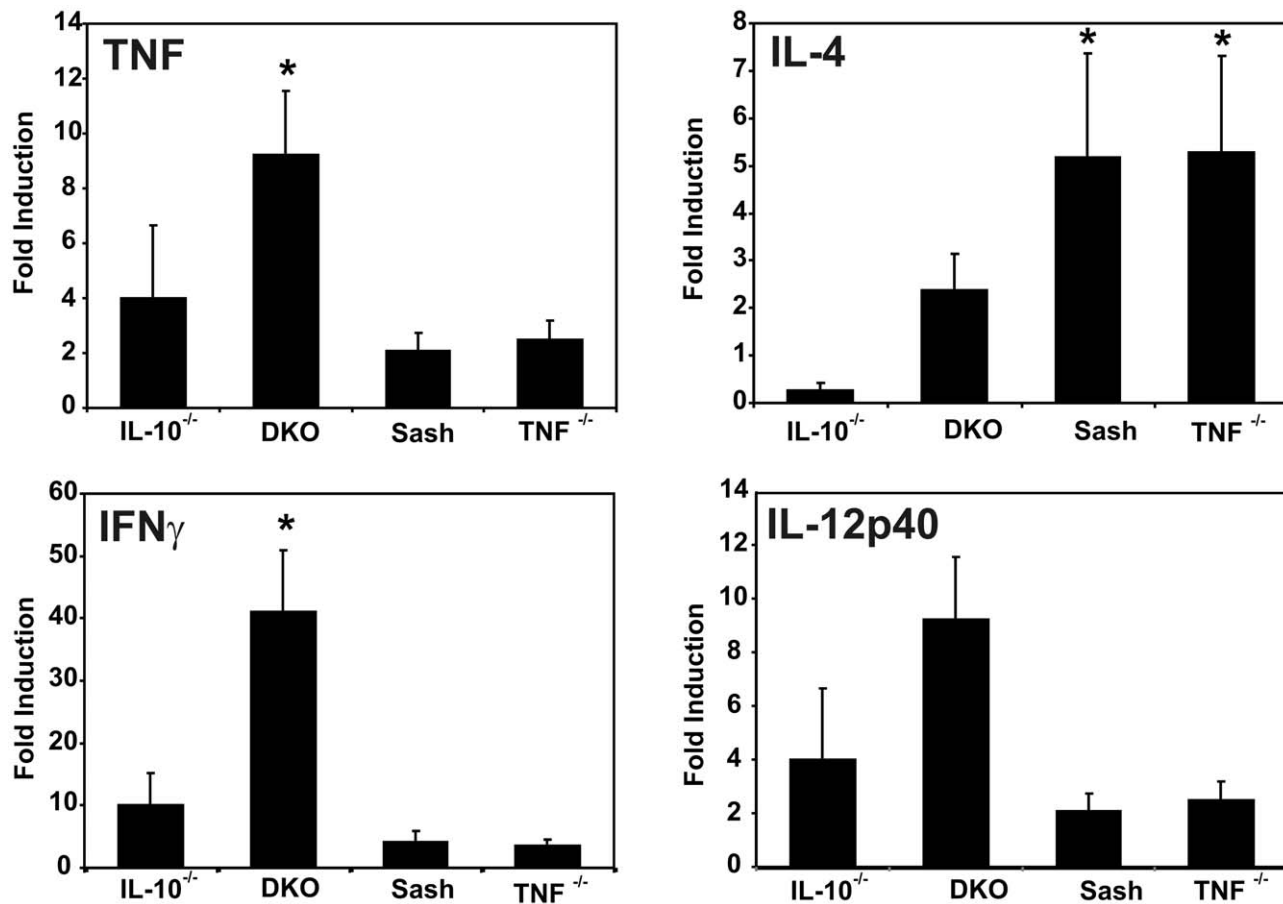 TNF
Fold Induction
14
12
10
8
6
4
2
0
*
IL-10-/- DKO Sash TNF -/-
IL-4
Fold Induction
8
7
6
5
4
3
2
1
0
* *
IL-10-/- DKO Sash TNF -/-
IFNγ
Fold Induction
60
50
40
30
20
10
0
*
IL-10-/- DKO Sash TNF -/-
IL-12p40
Fold Induction
14
12
10
8
6
4
2
0
IL-10-/- DKO Sash TNF -/-